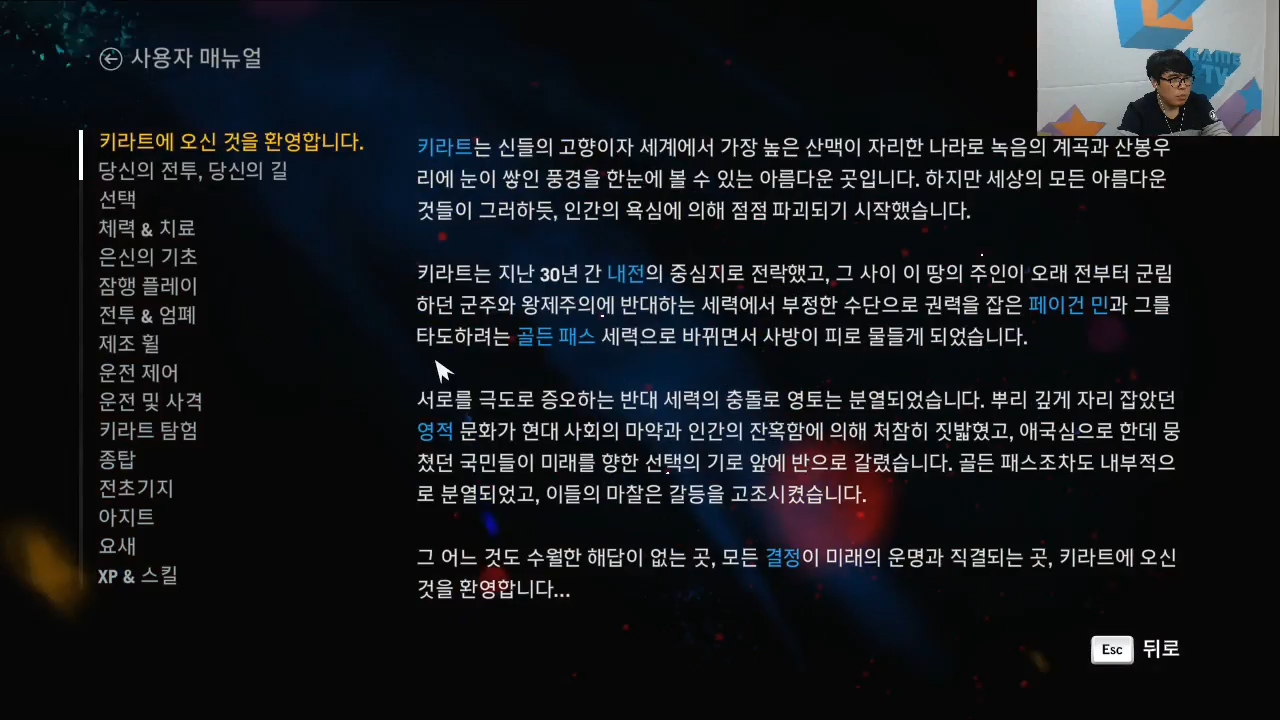 사용자 매뉴얼
GAME
TV
키라트에 오신 것을 환영합니다.
당신의 전투, 당신의 길
선택
체력 & 치료
은신의 기초
잠행 플레이
전투 & 엄폐
제조 휠
운전 제어
운전 및 사격
키라트 탐험
종탑
전초기지
아지트
요새
XP & 스킬
키라트는 신들의 고향이자 세계에서 가장 높은 산맥이 자리한 나라로 녹음의 계곡과 산봉우
리에 눈이 쌓인 풍경을 한눈에 볼 수 있는 아름다운 곳입니다. 하지만 세상의 모든 아름다운
것들이 그러하듯, 인간의 욕심에 의해 점점 파괴되기 시작했습니다.
키라트는 지난 30년 간 내전의 중심지로 전락했고, 그 사이 이 땅의 주인이 오래 전부터 군림
하던 군주와 왕제주의에 반대하는 세력에서 부정한 수단으로 권력을 잡은 페이건 민과 그를
타도하려는 골든 패스 세력으로 바뀌면서 사방이 피로 물들게 되었습니다.
서로를 극도로 증오하는 반대 세력의 충돌로 영토는 분열되었습니다. 뿌리 깊게 자리 잡았던
영적 문화가 현대 사회의 마약과 인간의 잔혹함에 의해 처참히 짓밟혔고, 애국심으로 한데 뭉
쳤던 국민들이 미래를 향한 선택의 기로 앞에 반으로 갈렸습니다. 골든 패스조차도 내부적으
로 분열되었고, 이들의 마찰은 갈등을 고조시켰습니다.
그 어느 것도 수월한 해답이 없는 곳, 모든 결정이 미래의 운명과 직결되는 곳, 키라트에 오신
것을 환영합니다...
Esc 뒤로